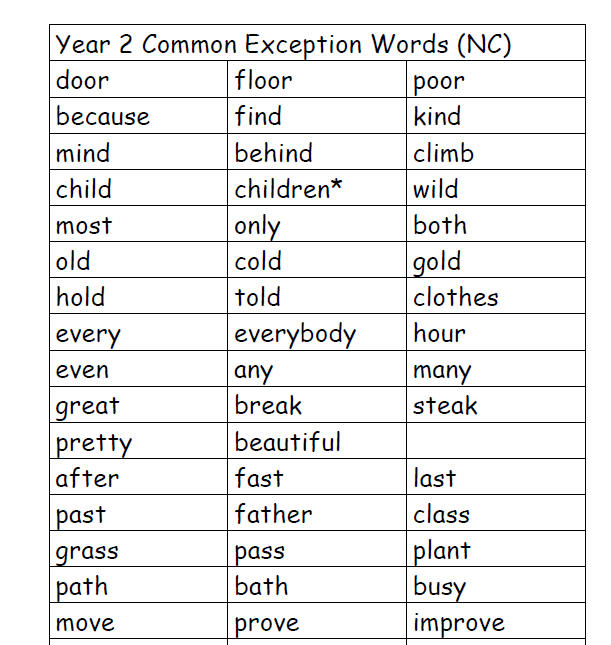 Year 2 Common Exception Words (NC)
door floor poor
because find kind
mind behind climb
child children* wild
most only both
old cold gold
hold told clothes
every everybody hour
even any many
great break steak
pretty beautiful
after fast last
past father class
grass pass plant
path bath busy
move prove improve